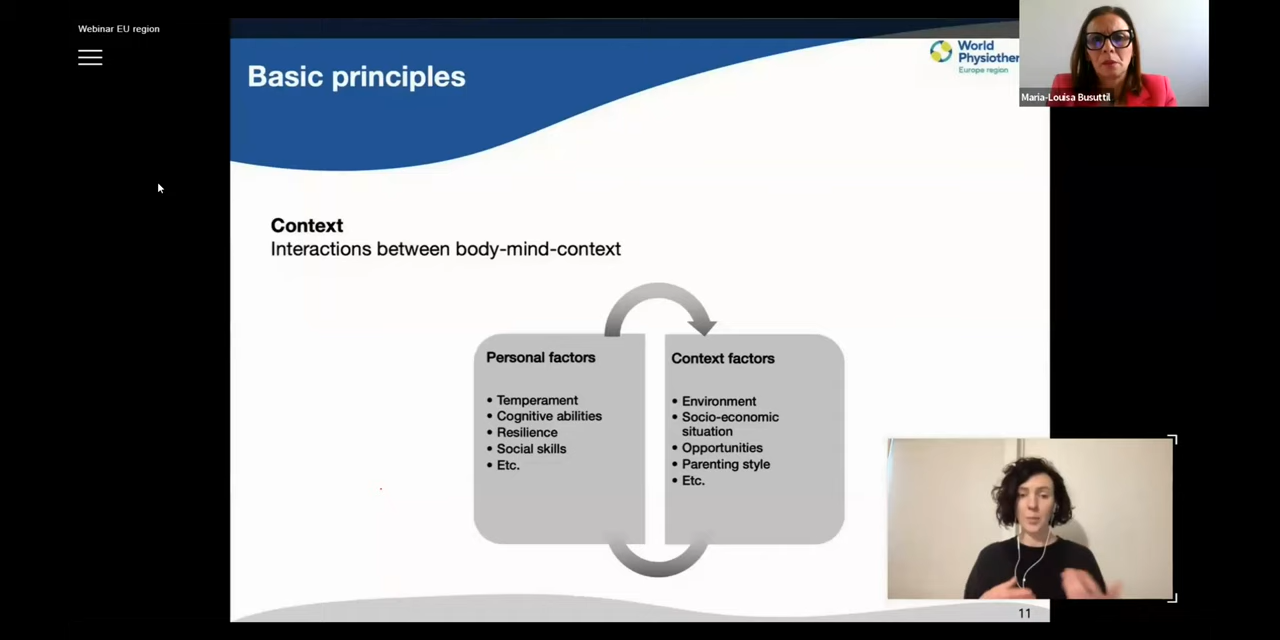 Webinar EU region
Basic principles
World
Physiother
Europe region
Maria-Louisa Busuttil
Context
Interactions between body-mind-context
Personal factors
• Temperament
• Cognitive abilities
• Resilience
• Social skills
• Etc.
Context factors
• Environment
• Socio-economic
situation
• Opportunities
• Parenting style
• Etc.
11